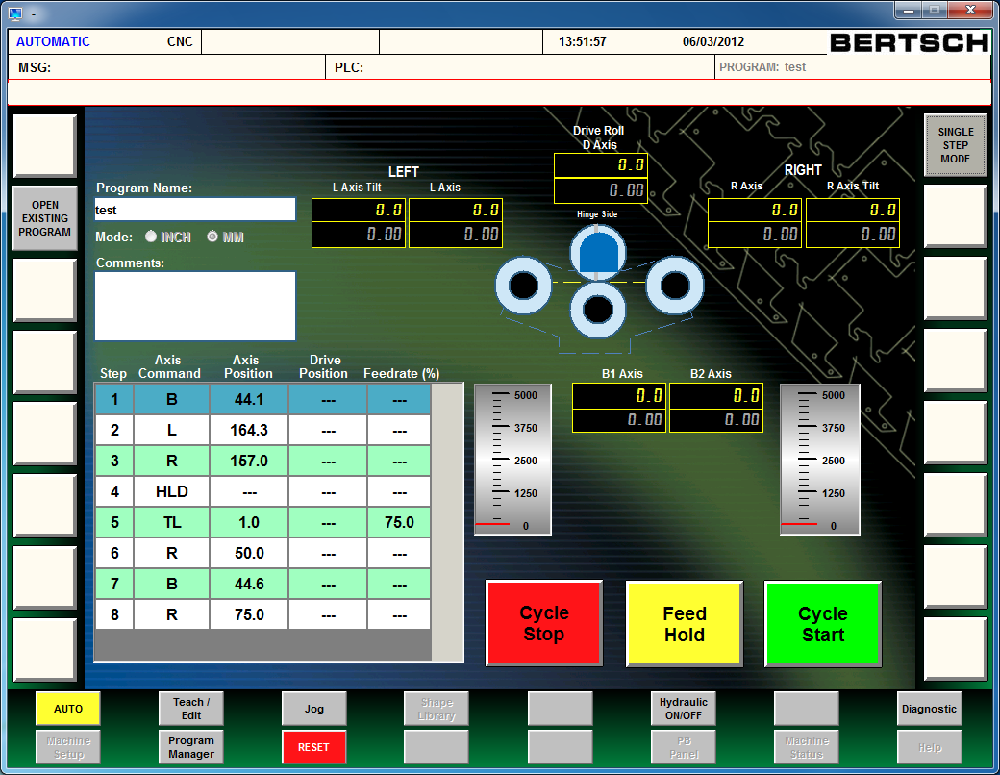 -
AUTOMATIC CNC 13:51:57 06/03/2012 BERTSCH
MSG: PLC: PROGRAM: test
OPEN
EXISTING
PROGRAM
SINGLE
STEP
MODE
Program Name:
test
Mode: INCH MM
Comments:
LEFT
L Axis Tilt L Axis
0.0 0.0
0.00 0.00
Drive Roll
D Axis
0.0
0.00
Hinge Side
RIGHT
R Axis R Axis Tilt
0.0 0.0
0.00 0.00
B1 Axis B2 Axis
0.0 0.0
0.00 0.00
Step Axis Command Axis Position Drive Position Feedrate (%)
1 B 44.1 --- ---
2 L 164.3 --- ---
3 R 157.0 --- ---
4 HLD --- --- ---
5 TL 1.0 --- 75.0
6 R 50.0 --- ---
7 B 44.6 --- ---
8 R 75.0 --- ---
5000
3750
2500
1250
0
5000
3750
2500
1250
0
Cycle
Stop
Feed
Hold
Cycle
Start
AUTO
Teach /
Edit
Jog
Shape
Library
Hydraulic
ON/OFF
Diagnostic
Machine
Setup
Program
Manager
RESET
PB
Panel
Machine
Status
Help